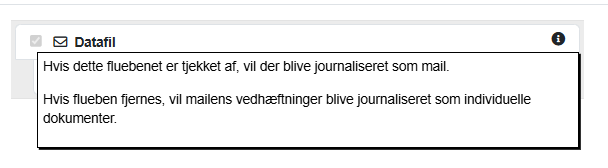 Datafil
Hvis dette fluebenet er tjekket af, vil der blive journaliseret som mail.
Hvis flueben fjernes, vil mailens vedhæftninger blive journaliseret som individuelle
dokumenter.